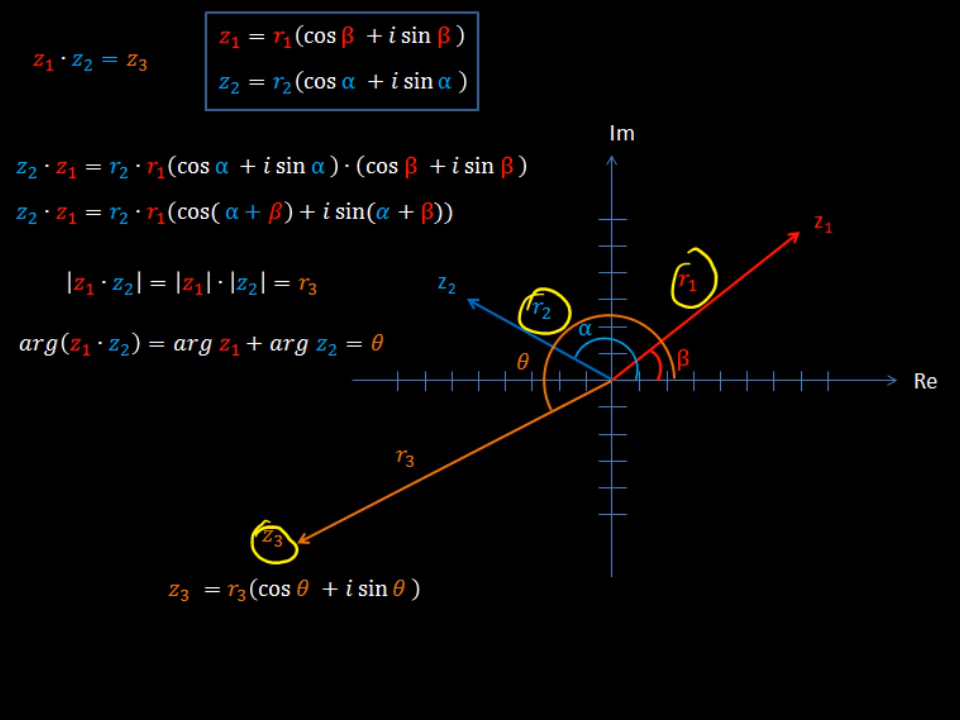 z₁ · z₂ = z₃
z₁ = r₁(cos β + i sin β )
z₂ = r₂(cos α + i sin α )
z₂ · z₁ = r₂ · r₁(cos α + i sin α ) · (cos β + i sin β )
z₂ · z₁ = r₂ · r₁(cos( α + β) + i sin(α + β))
|z₁ · z₂| = |z₁| · |z₂| = r₃
arg(z₁ · z₂) = arg z₁ + arg z₂ = θ
Im
z₁
r₁
z₂
r₂
α
θ
β
Re
r₃
z₃
z₃ = r₃(cos θ + i sin θ )